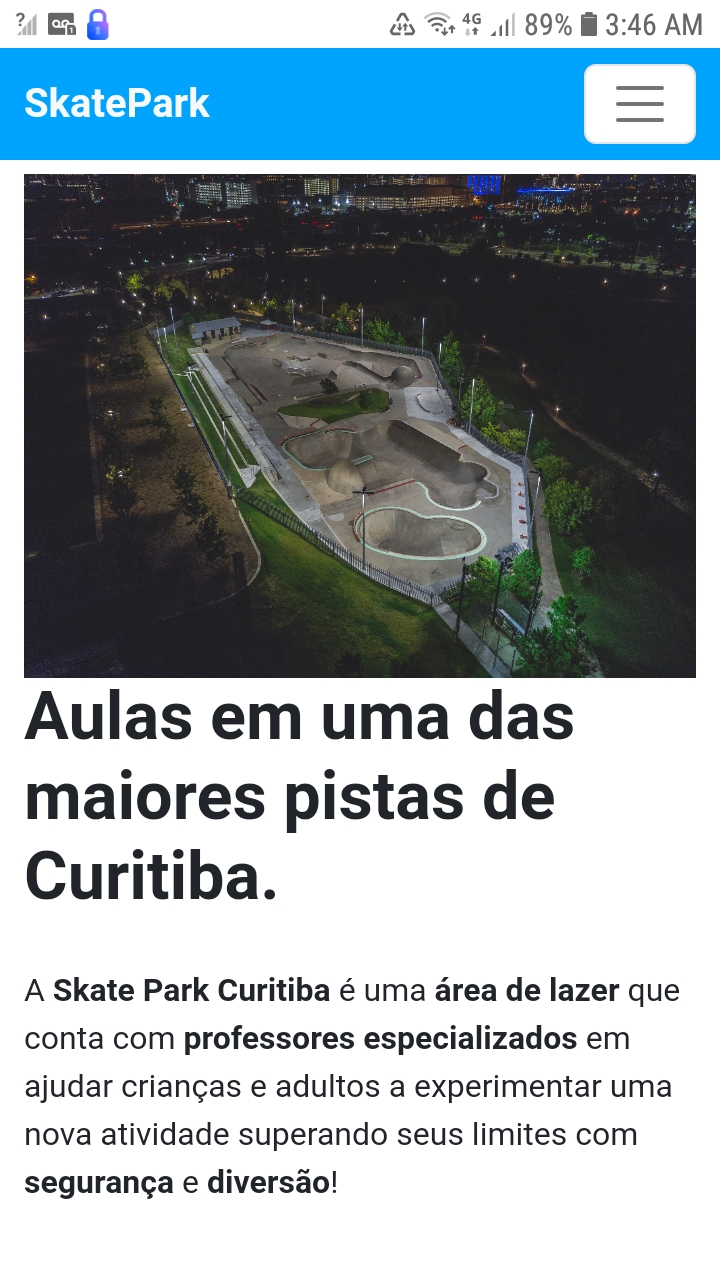 4G 89% 3:46 AM
SkatePark
Aulas em uma das
maiores pistas de
Curitiba.
A Skate Park Curitiba é uma área de lazer que
conta com professores especializados em
ajudar crianças e adultos a experimentar uma
nova atividade superando seus limites com
segurança e diversão!